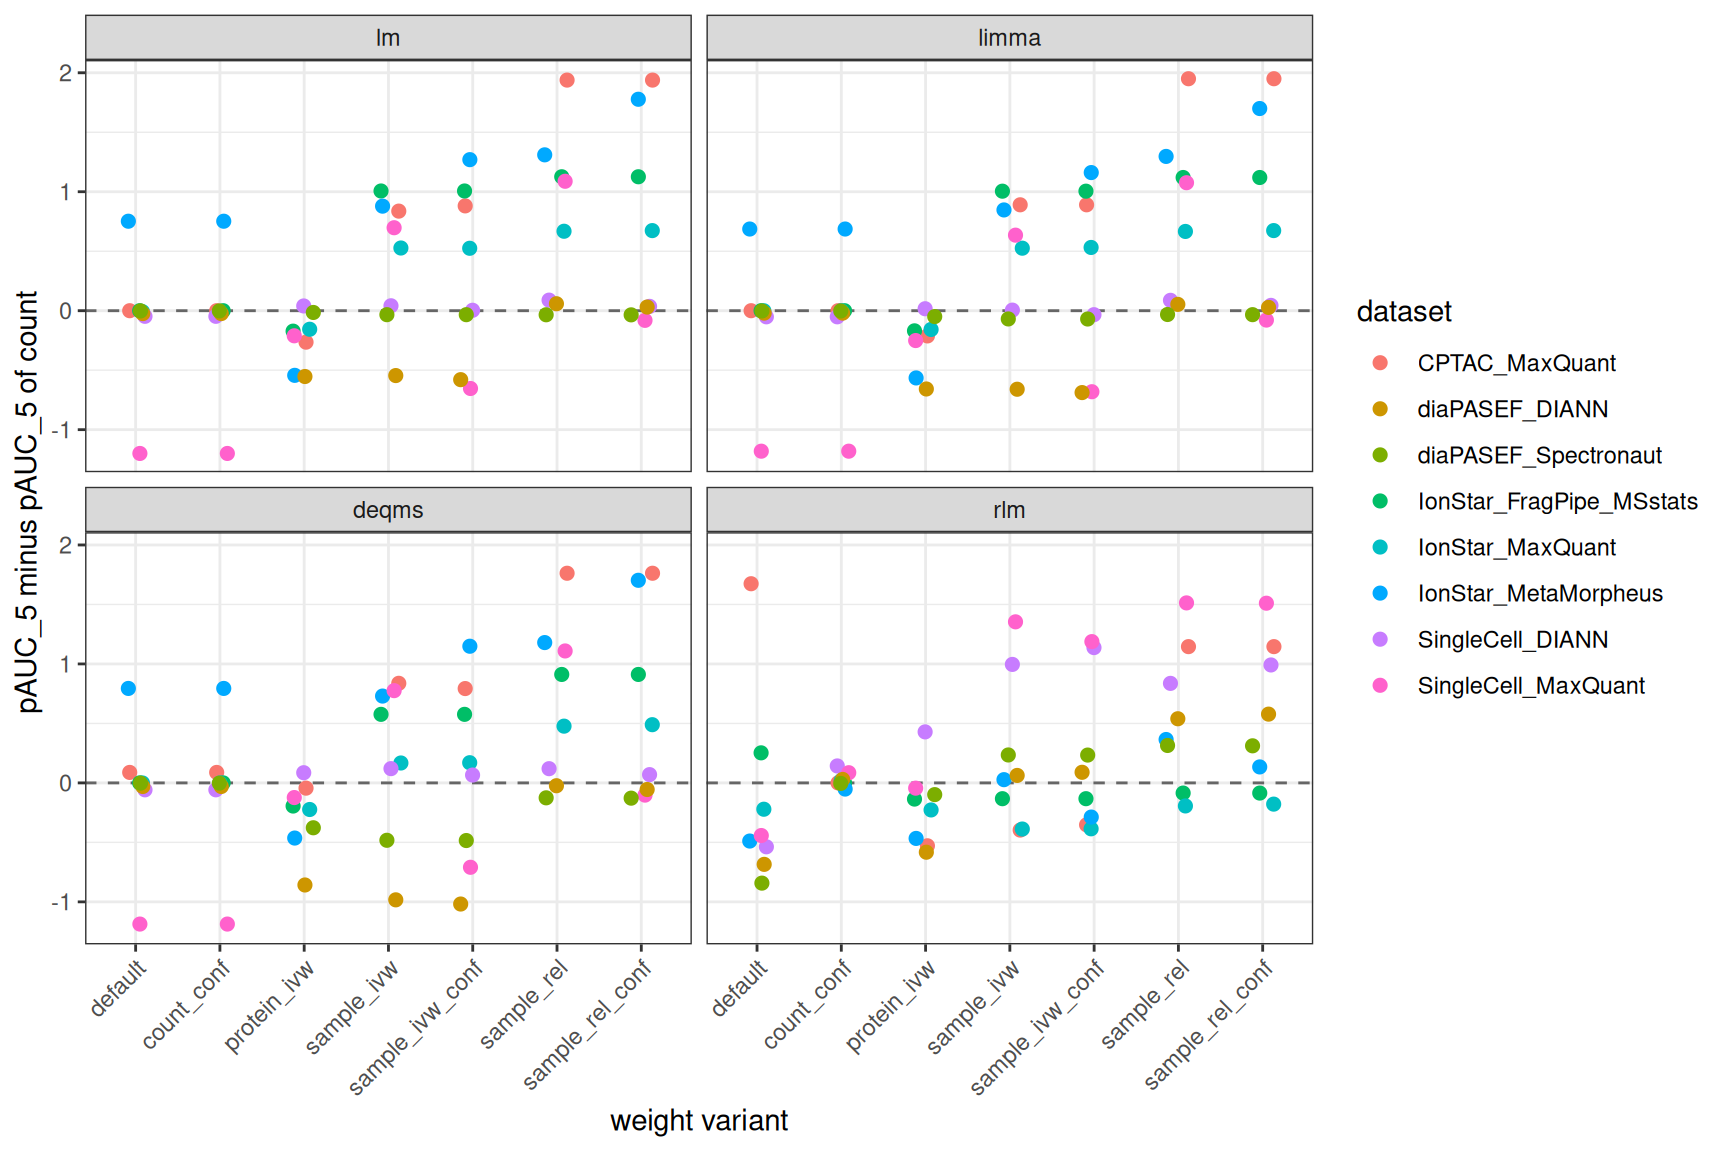 lm
limma
2
1
0
-1
deqms
rlm
2
1
0
-1
default
count_conf
protein_ivw
sample_ivw
sample_ivw_conf
sample_rel
sample_rel_conf
default
count_conf
protein_ivw
sample_ivw
sample_ivw_conf
sample_rel
sample_rel_conf
weight variant
pAUC_5 minus pAUC_5 of count
dataset
CPTAC_MaxQuant
diaPASEF_DIANN
diaPASEF_Spectronaut
IonStar_FragPipe_MSstats
IonStar_MaxQuant
IonStar_MetaMorpheus
SingleCell_DIANN
SingleCell_MaxQuant